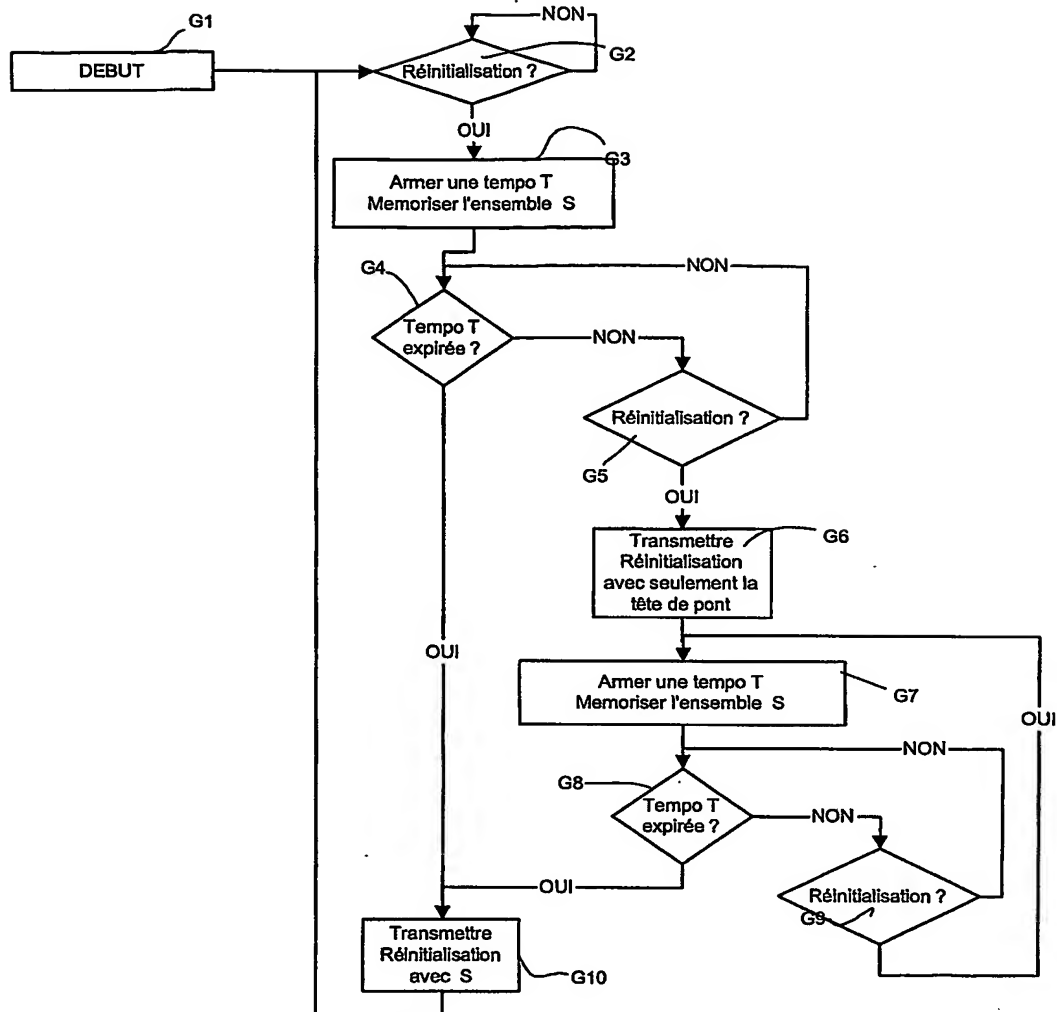 NON
G1
G2
DEBUT
Réinitialisation ?
OUI
G3
Armer une tempo T
Memoriser l'ensemble S
G4
NON
Tempo T
expirée ?
NON
Réinitialisation ?
G5
OUI
Transmettre
Réinitialisation
avec seulement la
tête de pont
G6
OUI
Armer une tempo T
Memoriser l'ensemble S
G7
OUI
NON
G8
Tempo T
expirée ?
NON
OUI
Réinitialisation ?
G9
Transmettre
Réinitialisation
avec S
G10